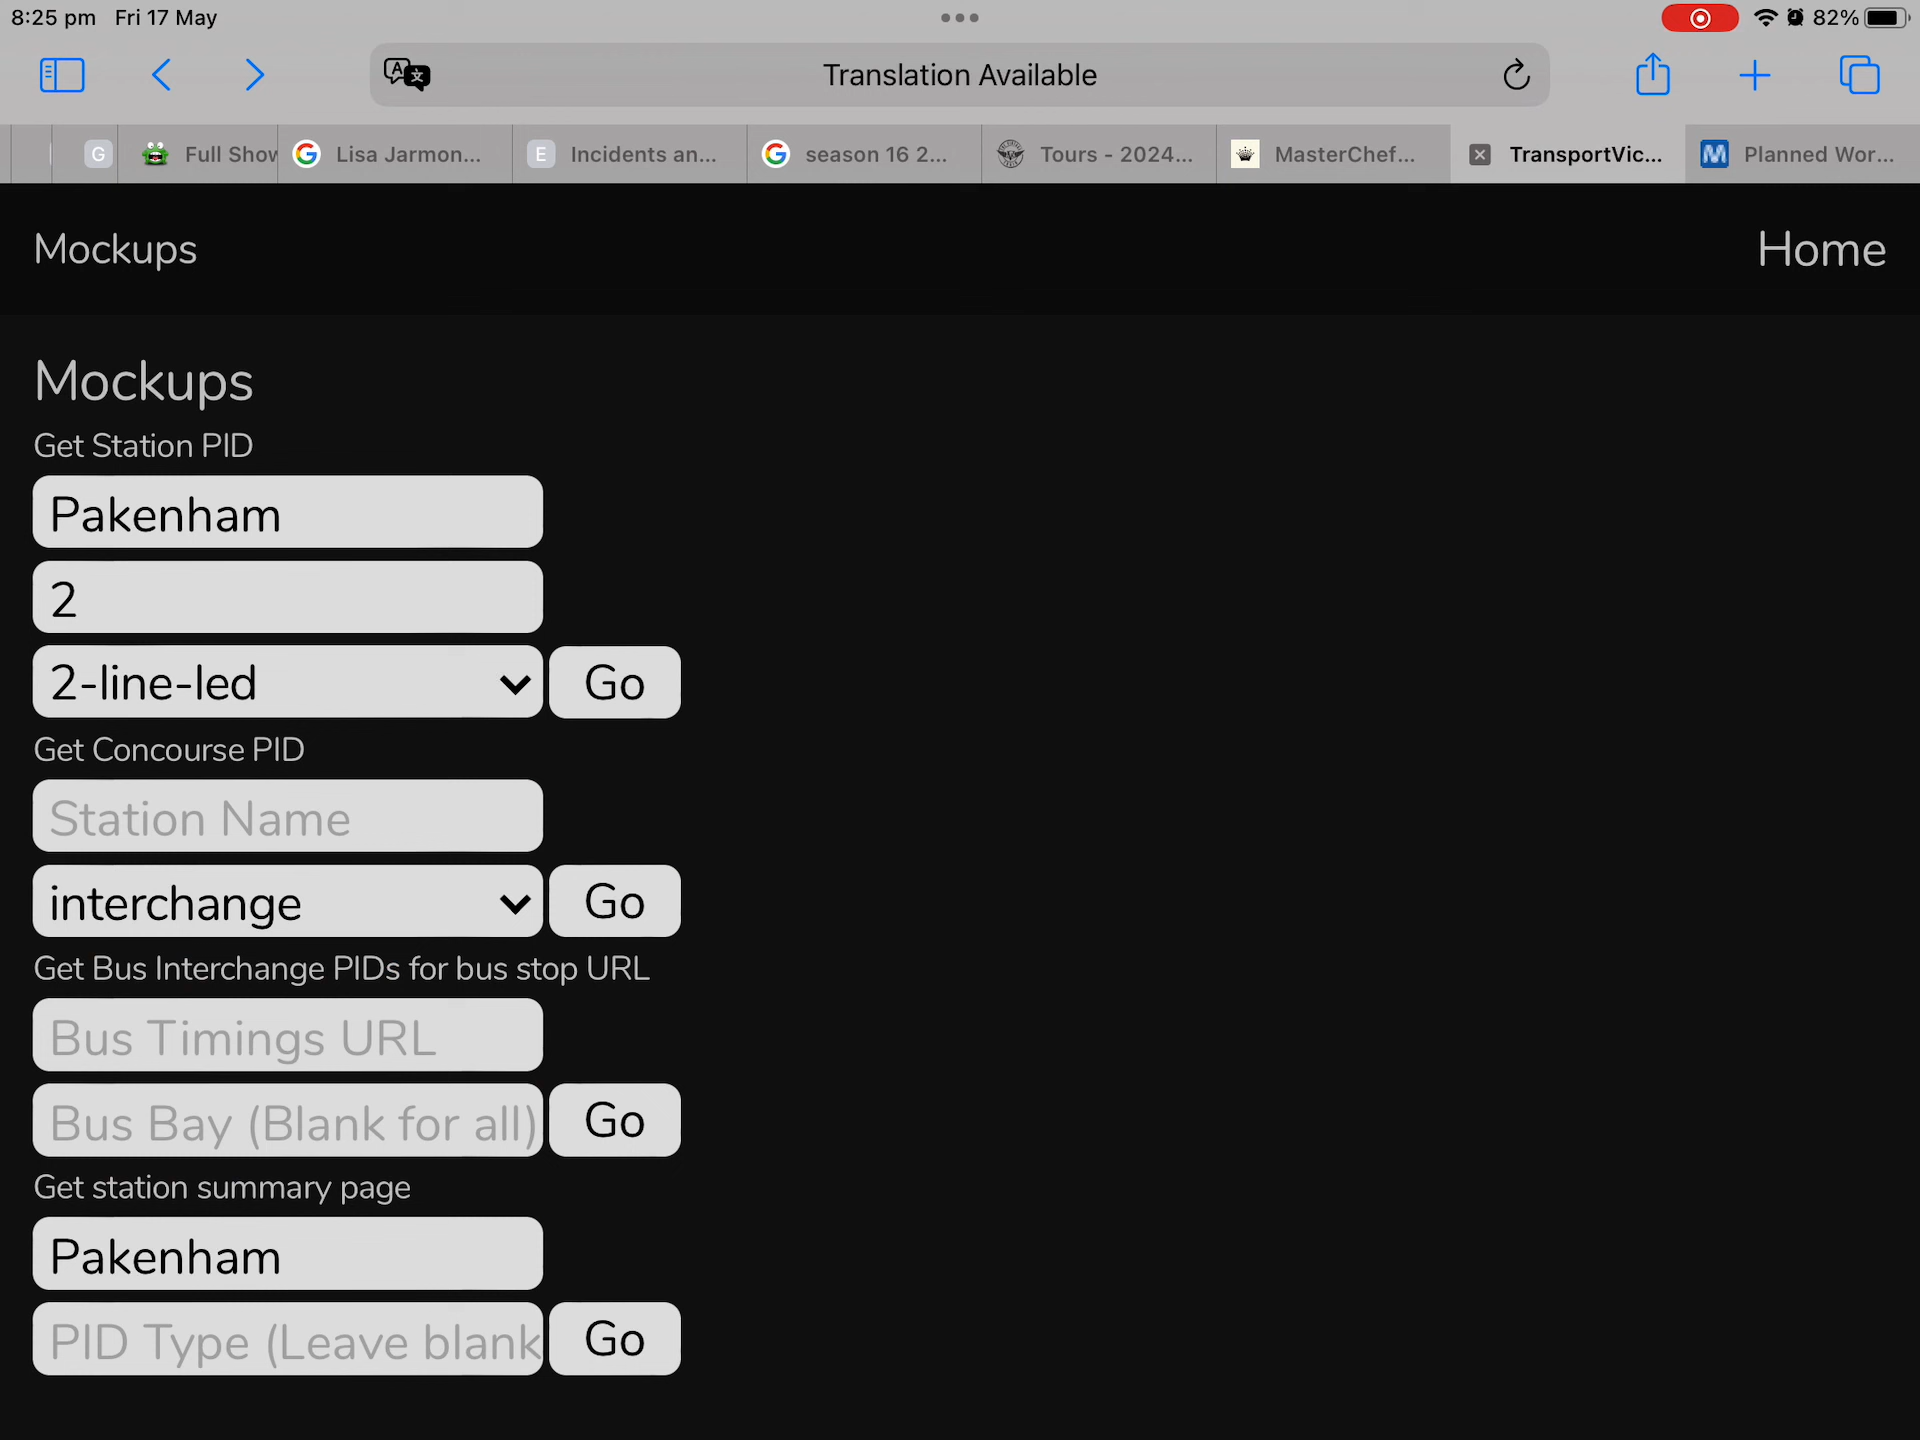 8:25 pm Fri 17 May
82%
Translation Available
G
Full Show
Lisa Jarmon...
E
Incidents an...
season 16 2...
Tours - 2024...
MasterChef...
TransportVic...
M
Planned Wor...
Mockups
Home
Mockups
Get Station PID
Pakenham
2
2-line-led
Go
Get Concourse PID
Station Name
interchange
Go
Get Bus Interchange PIDs for bus stop URL
Bus Timings URL
Bus Bay (Blank for all)
Go
Get station summary page
Pakenham
PID Type (Leave blank
Go